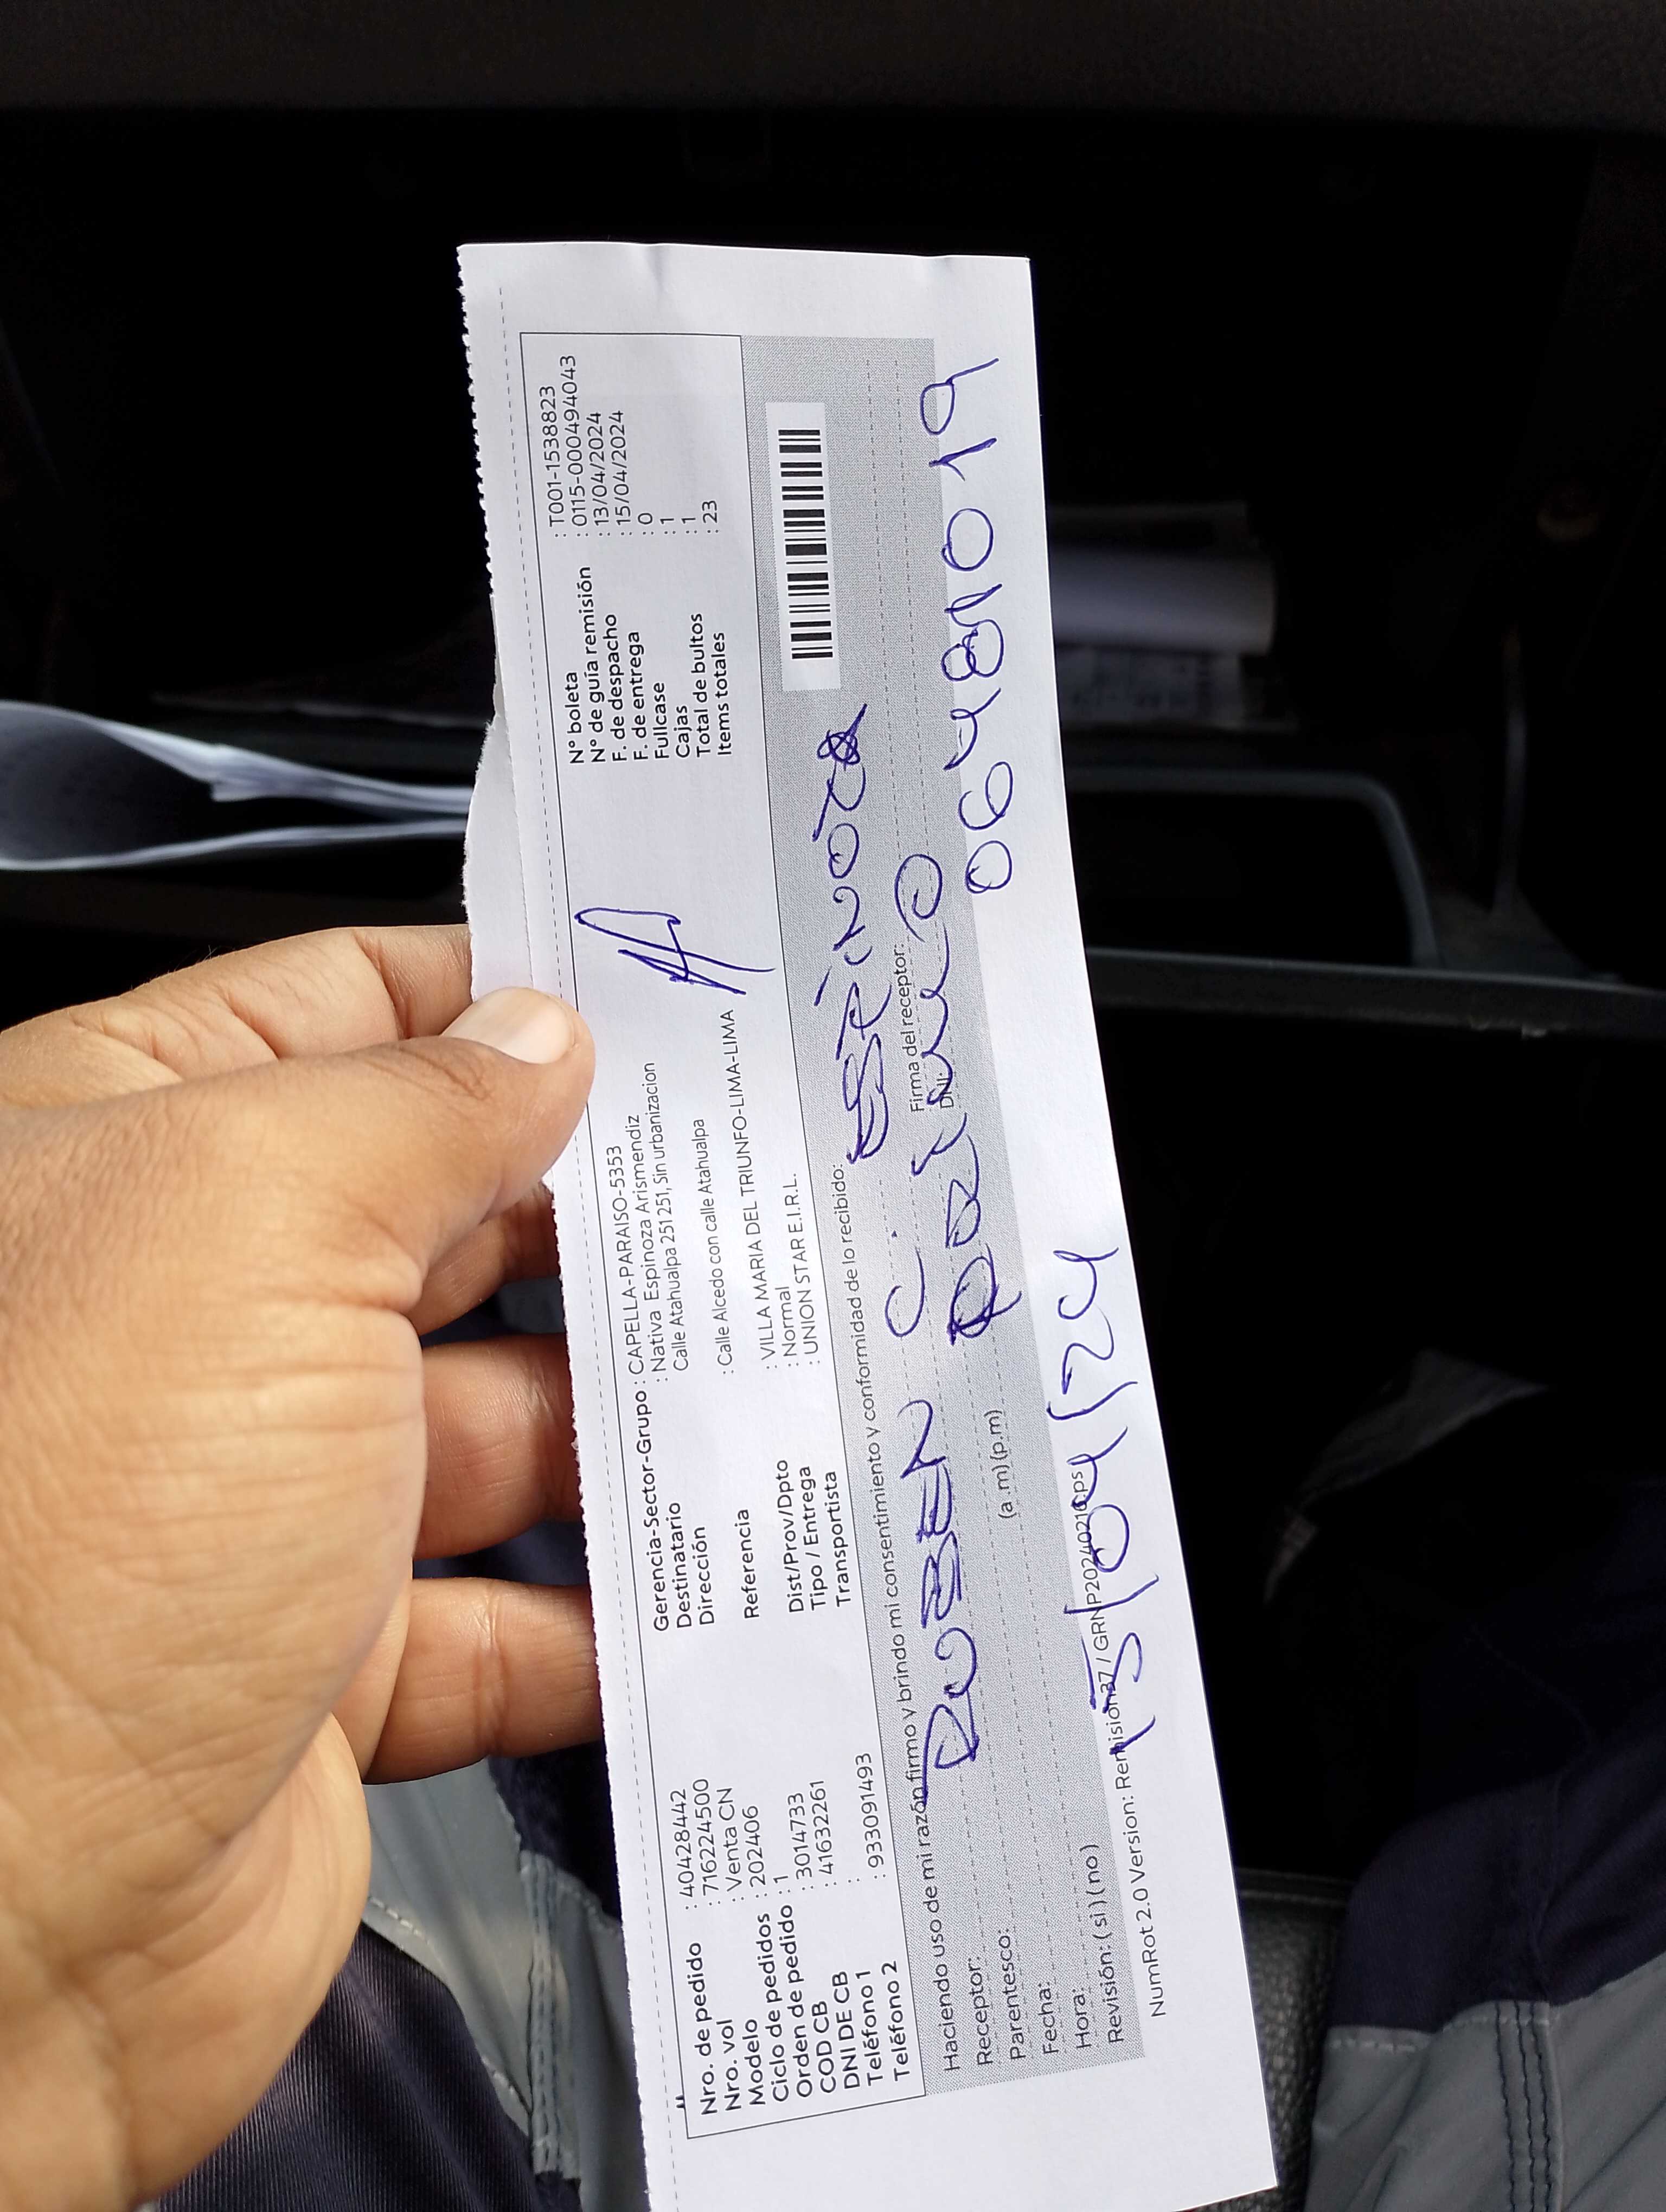 Nro. de pedido : 40428442
Nro. vol : 716224500
Modelo : Venta CN
Ciclo de pedidos : 202406
Orden de pedido : 1
COD CB : 3014733
DNI DE CB : 41632261
Teléfono 1 :
Teléfono 2 : 933091493
Gerencia-Sector-Grupo : CAPELLA-PARAISO-5353
Destinatario : Nativa Espinoza Arismendiz
Dirección Calle Atahualpa 251 251, Sin urbanizacion
Referencia : Calle Alcedo con calle Atahualpa
Dist/Prov/Dpto : VILLA MARIA DEL TRIUNFO-LIMA-LIMA
Tipo / Entrega : Normal
Transportista : UNION STAR E.I.R.L.
N° boleta : T001-1538823
N° de guía remisión : 0115-0000494043
F. de despacho : 13/04/2024
F. de entrega : 15/04/2024
Fullcase : 0
Cajas : 1
Total de bultos : 1
Items totales : 23
Haciendo uso de mi razón firmo y brindo mi consentimiento y conformidad de lo recibido:
Receptor: RUBEN C. ESPINOZA
Parentesco:
Firma del receptor:
Fecha: (a.m) (p.m)
DNI: 06481019
Hora: 15/04/24
Revisión: (si) (no)
NumRot 2.0 Version: Remision37 / GRNP20240216.ps